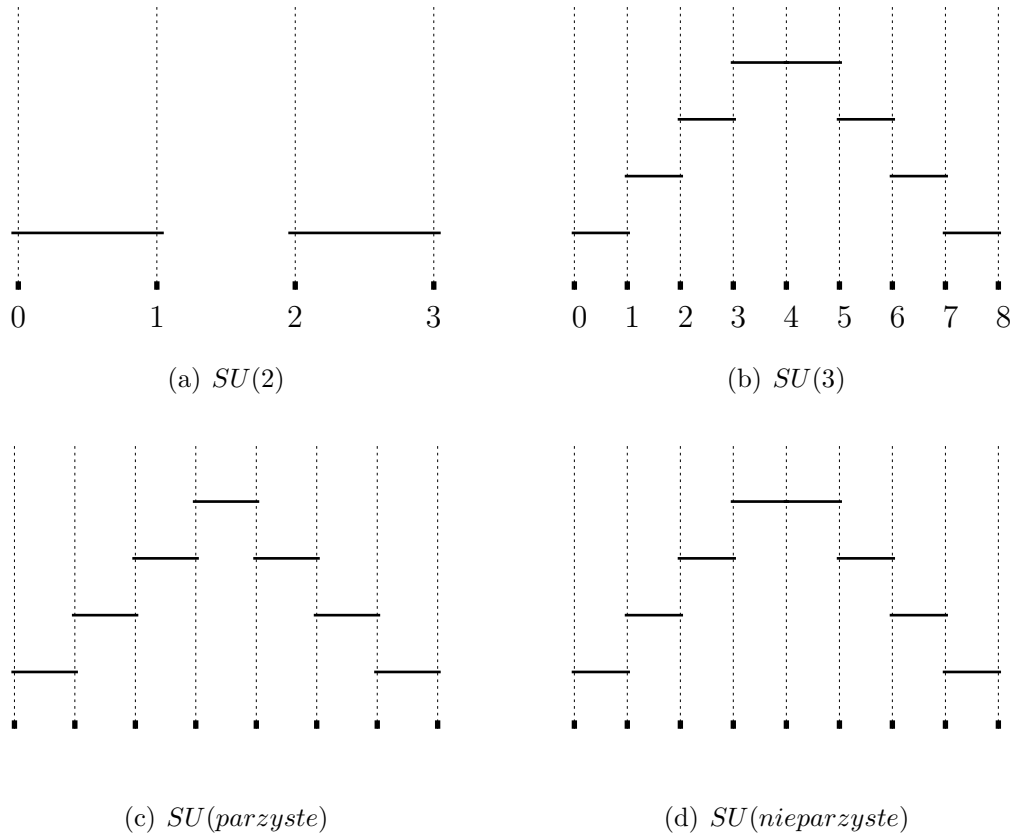 0 1 2 3
0 1 2 3 4 5 6 7 8
(a) SU(2)
(b) SU(3)
(c) SU(parzyste)
(d) SU(nieparzyste)